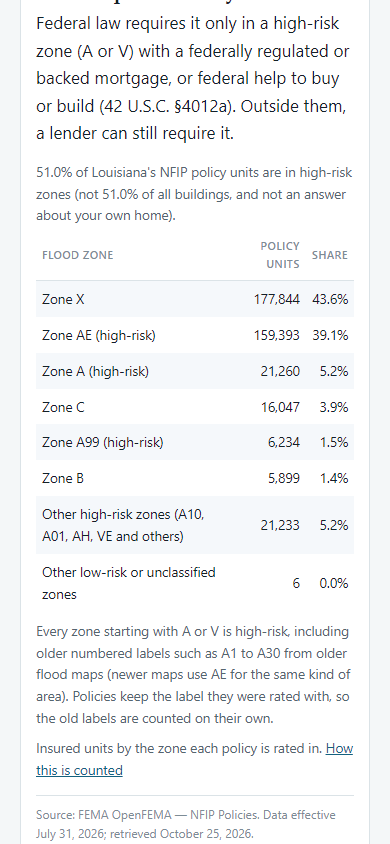 Federal law requires it only in a high-risk
zone (A or V) with a federally regulated or
backed mortgage, or federal help to buy
or build (42 U.S.C. §4012a). Outside them,
a lender can still require it.
51.0% of Louisiana's NFIP policy units are in high-risk
zones (not 51.0% of all buildings, and not an answer
about your own home).
FLOOD ZONE POLICY UNITS SHARE
Zone X 177,844 43.6%
Zone AE (high-risk) 159,393 39.1%
Zone A (high-risk) 21,260 5.2%
Zone C 16,047 3.9%
Zone A99 (high-risk) 6,234 1.5%
Zone B 5,899 1.4%
Other high-risk zones (A10,
A01, AH, VE and others) 21,233 5.2%
Other low-risk or unclassified
zones 6 0.0%
Every zone starting with A or V is high-risk, including
older numbered labels such as A1 to A30 from older
flood maps (newer maps use AE for the same kind of
area). Policies keep the label they were rated with, so
the old labels are counted on their own.
Insured units by the zone each policy is rated in. How
this is counted
Source: FEMA OpenFEMA — NFIP Policies. Data effective
July 31, 2026; retrieved October 25, 2026.